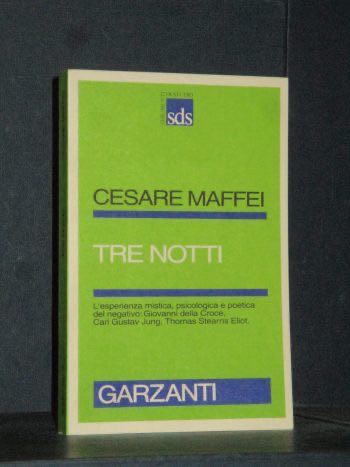 sds
CESARE MAFFEI
TRE NOTTI
L'esperienza mistica, psicologica e poetica
del negativo: Giovanni della Croce,
Carl Gustav Jung, Thomas Stearns Eliot.
GARZANTI